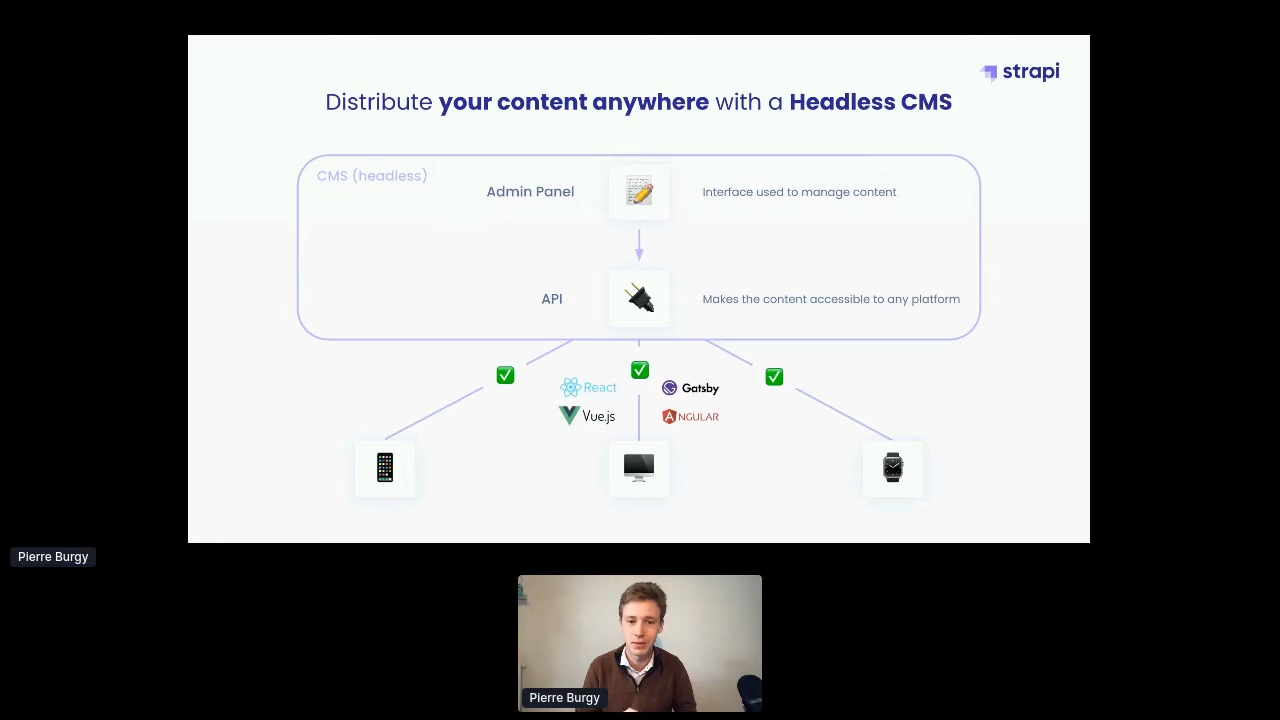 strapi
Distribute your content anywhere with a Headless CMS
CMS (headless)
Admin Panel
Interface used to manage content
API
Makes the content accessible to any platform
React
Gatsby
Vue.js
ANGULAR
Pierre Burgy
Pierre Burgy